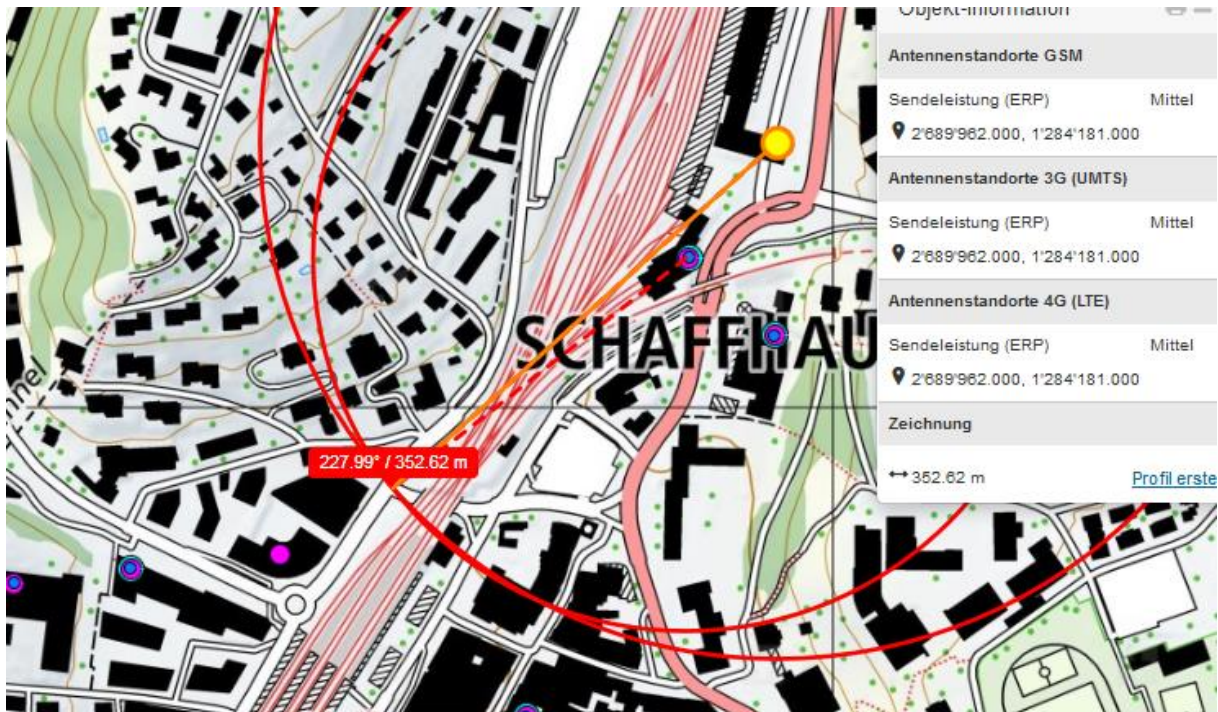 Objekt-Information
Antennenstandorte GSM
Sendeleistung (ERP) Mittel
2'689'962.000, 1'284'181.000
Antennenstandorte 3G (UMTS)
Sendeleistung (ERP) Mittel
2'689'962.000, 1'284'181.000
Antennenstandorte 4G (LTE)
Sendeleistung (ERP) Mittel
2'689'962.000, 1'284'181.000
Zeichnung
352.62 m Profil erste
SCHAFFHAU
nnel
227.99° / 352.62 m